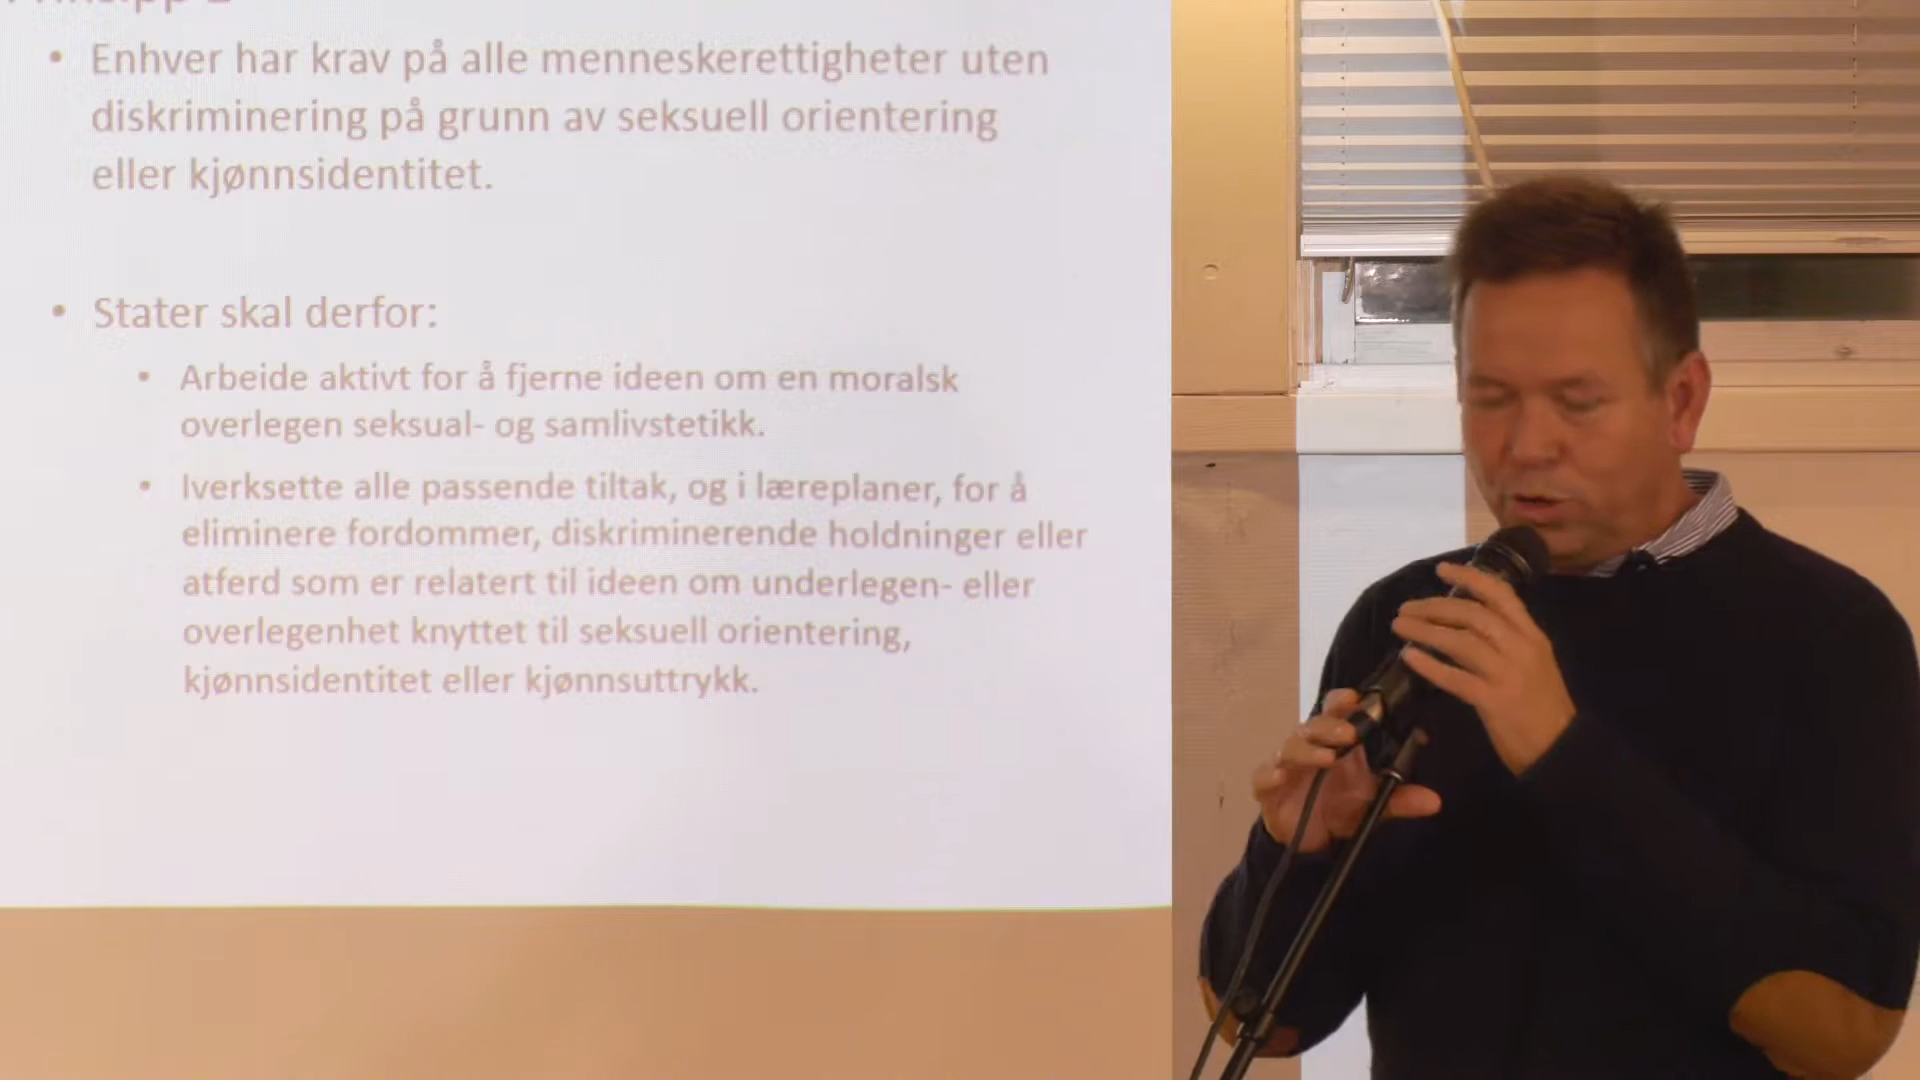 • Enhver har krav på alle menneskerettigheter uten
diskriminering på grunn av seksuell orientering
eller kjønnsidentitet.
• Stater skal derfor:
• Arbeide aktivt for å fjerne ideen om en moralsk
overlegen seksual- og samlivstetikk.
• Iverksette alle passende tiltak, og i læreplaner, for å
eliminere fordommer, diskriminerende holdninger eller
atferd som er relatert til ideen om underlegen- eller
overlegenhet knyttet til seksuell orientering,
kjønnsidentitet eller kjønnsuttrykk.